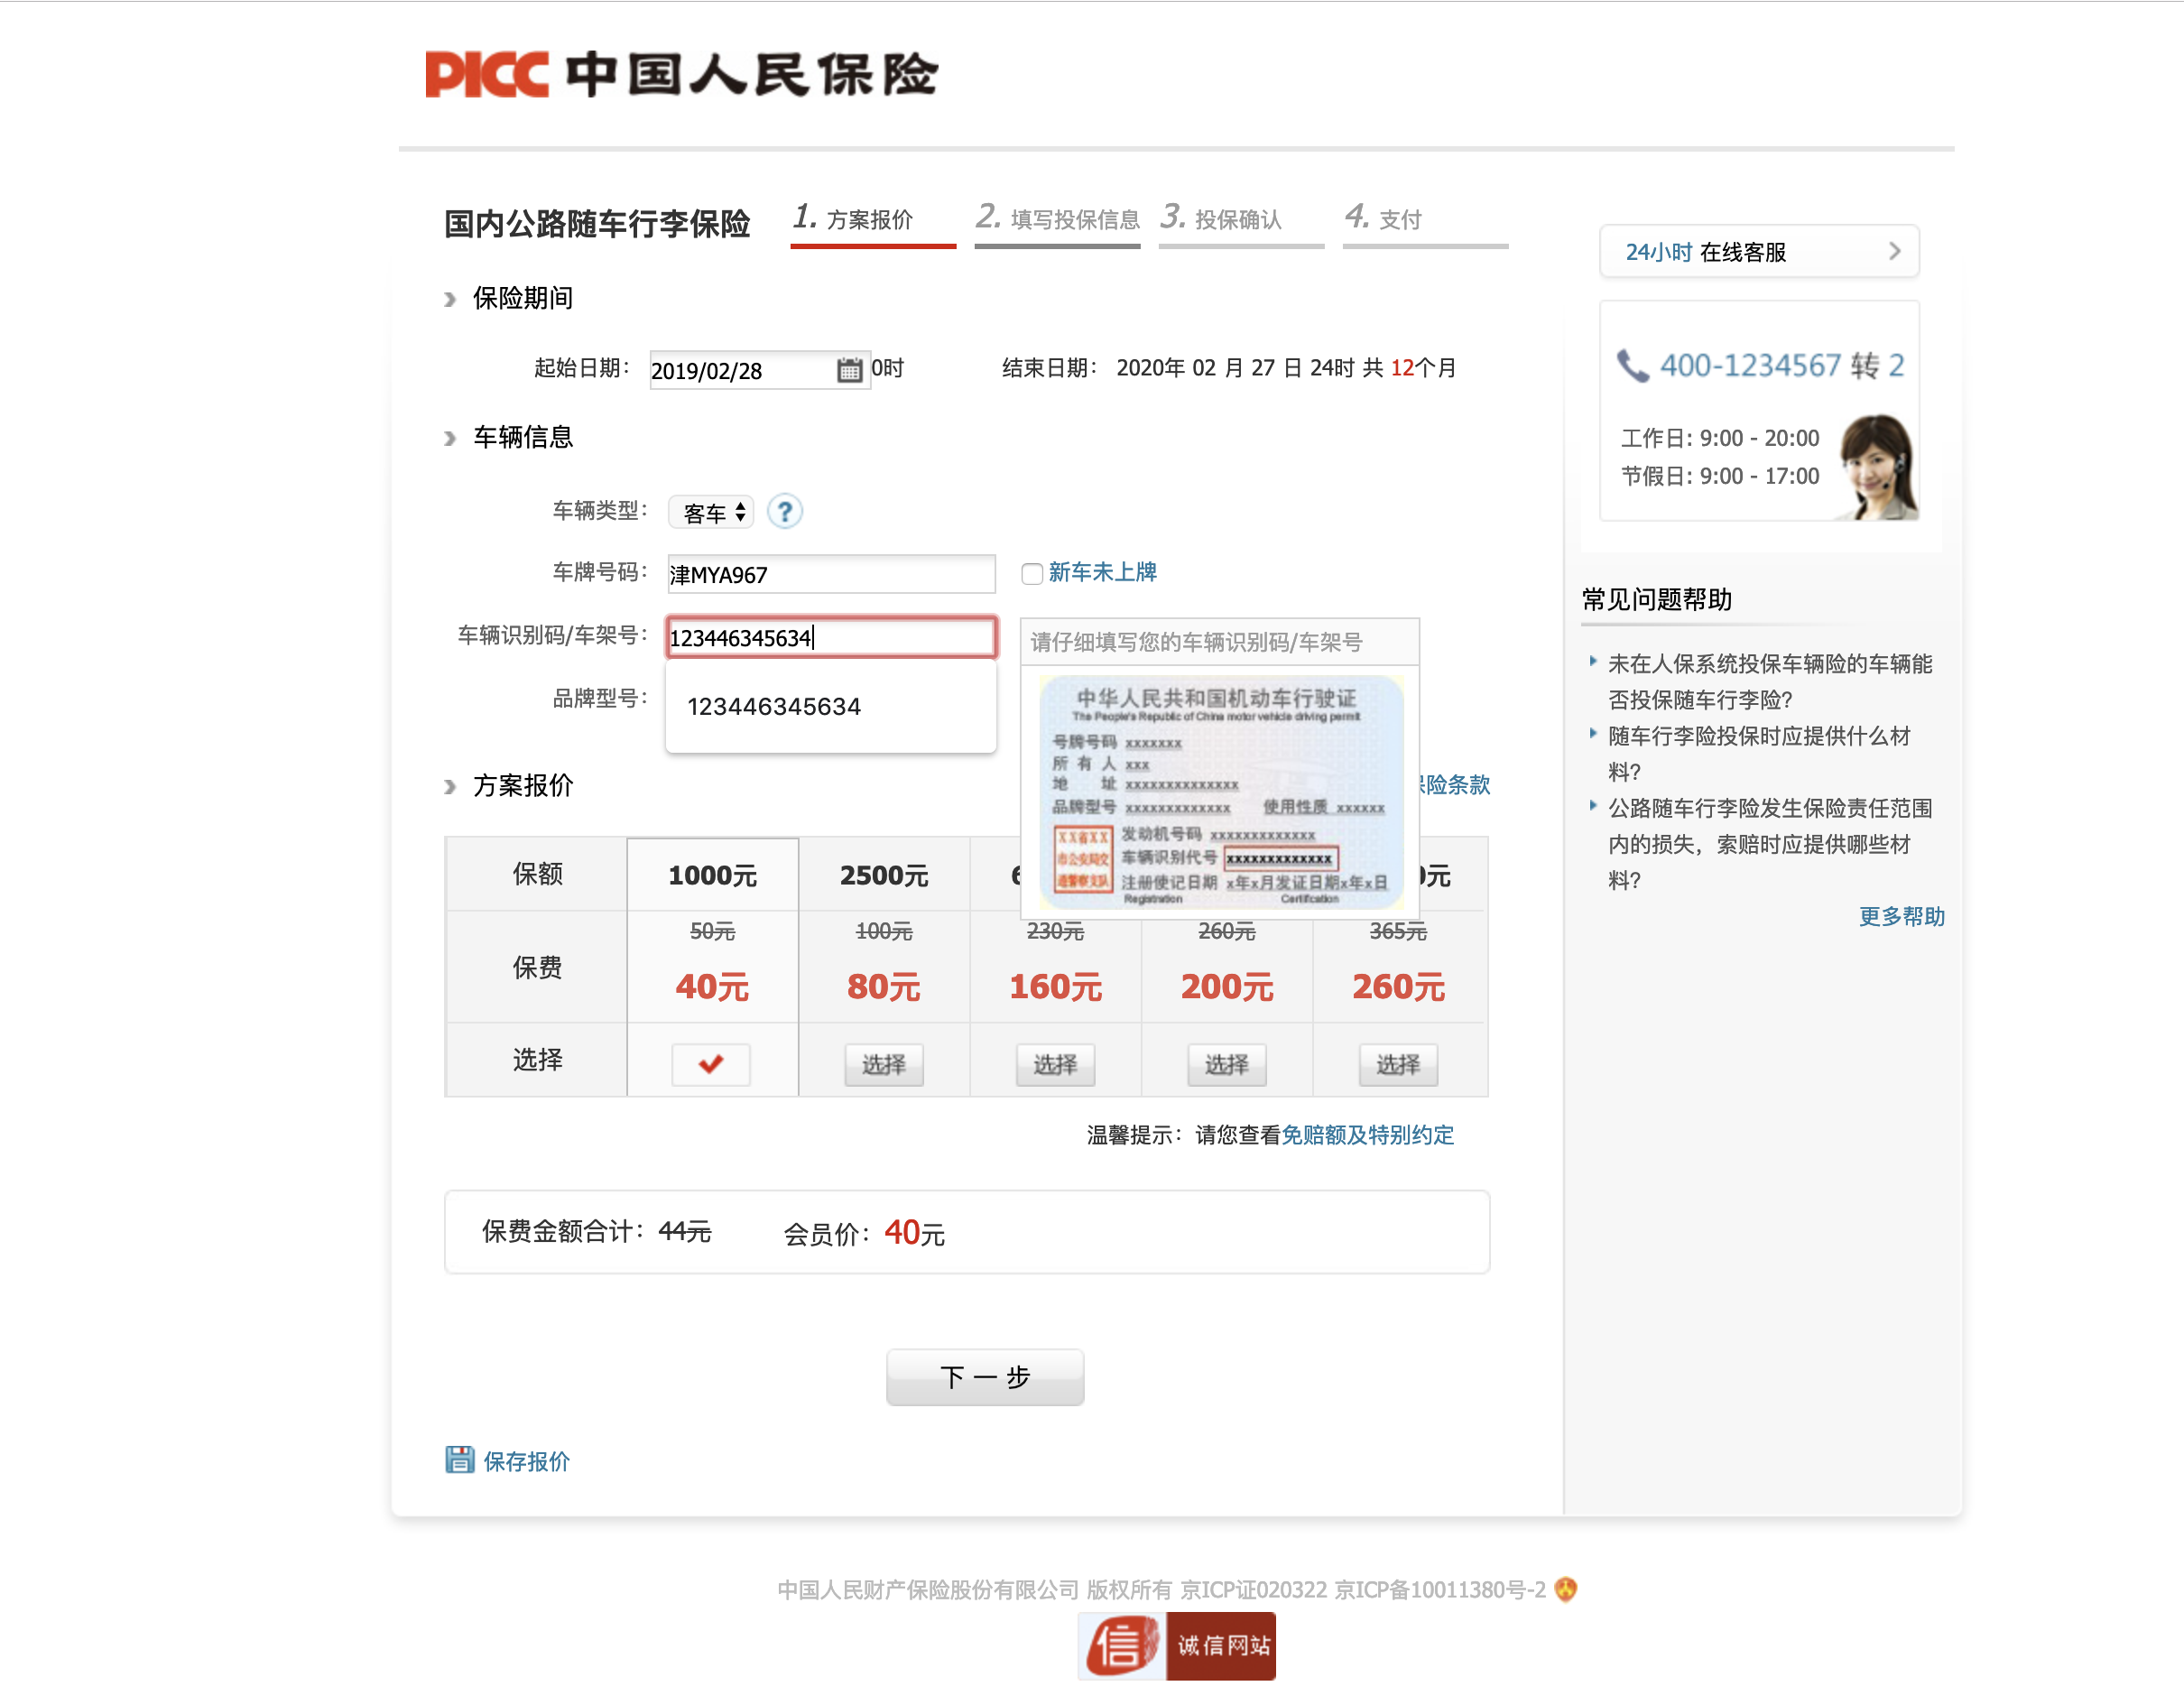 PICC 中国人民保险
国内公路随车行李保险
1. 方案报价
2. 填写投保信息
3. 投保确认
4. 支付
保险期间
起始日期： 2019/02/28 0时 结束日期： 2020年 02 月 27 日 24时 共 12个月
车辆信息
车辆类型： 客车 ?
车牌号码： 津MYA967 新车未上牌
车辆识别码/车架号： 123446345634
123446345634
品牌型号：
请仔细填写您的车辆识别码/车架号
中华人民共和国机动车行驶证
The People's Republic of China motor vehicle driving permit
号牌号码 xxxxxxx
所 有 人 xxx
地 址 xxxxxxxxxxxxxx
品牌型号 xxxxxxxxxxxxx 使用性质 xxxxxx
XX省XX
市公安局交
通警察支队
发动机号码 xxxxxxxxxxxxx
车辆识别代号 xxxxxxxxxxxxx
注册使记日期 x年x月发证日期x年x日
Registration Certification
方案报价 险条款
保额 1000元 2500元 元
保费 50元 100元 230元 260元 365元
40元 80元 160元 200元 260元
选择 选择 选择 选择 选择
温馨提示：请您查看免赔额及特别约定
保费金额合计：44元 会员价：40元
下一步
保存报价
24小时 在线客服
400-1234567 转 2
工作日: 9:00 - 20:00
节假日: 9:00 - 17:00
常见问题帮助
未在人保系统投保车辆险的车辆能
否投保随车行李险?
随车行李险投保时应提供什么材
料?
公路随车行李险发生保险责任范围
内的损失，索赔时应提供哪些材
料?
更多帮助
中国人民财产保险股份有限公司 版权所有 京ICP证020322 京ICP备10011380号-2
信 诚信网站